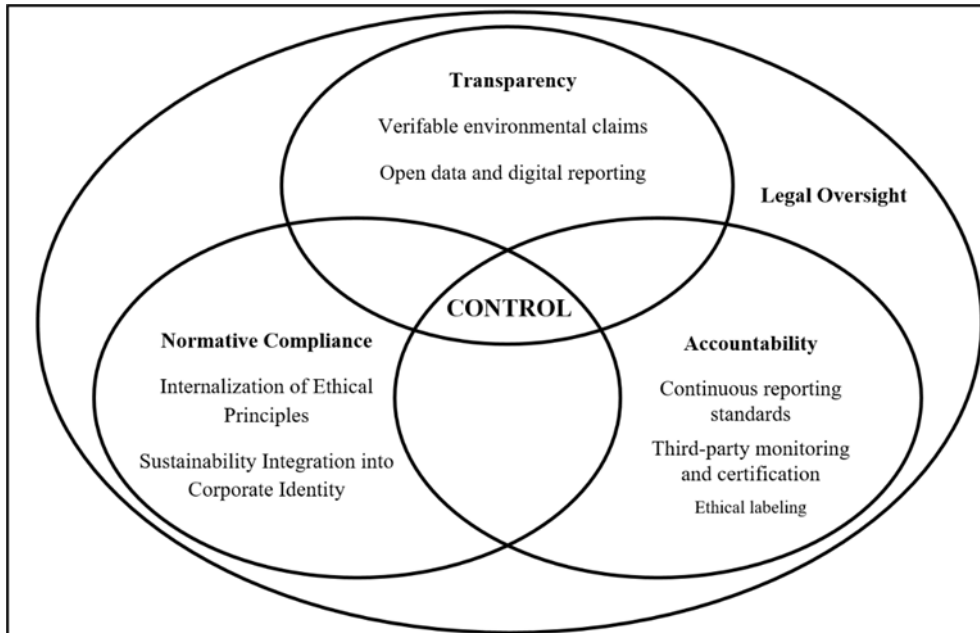 Transparency
Verifable environmental claims
Open data and digital reporting
Legal Oversight
CONTROL
Normative Compliance
Internalization of Ethical
Principles
Sustainability Integration into
Corporate Identity
Accountability
Continuous reporting
standards
Third-party monitoring
and certification
Ethical labeling